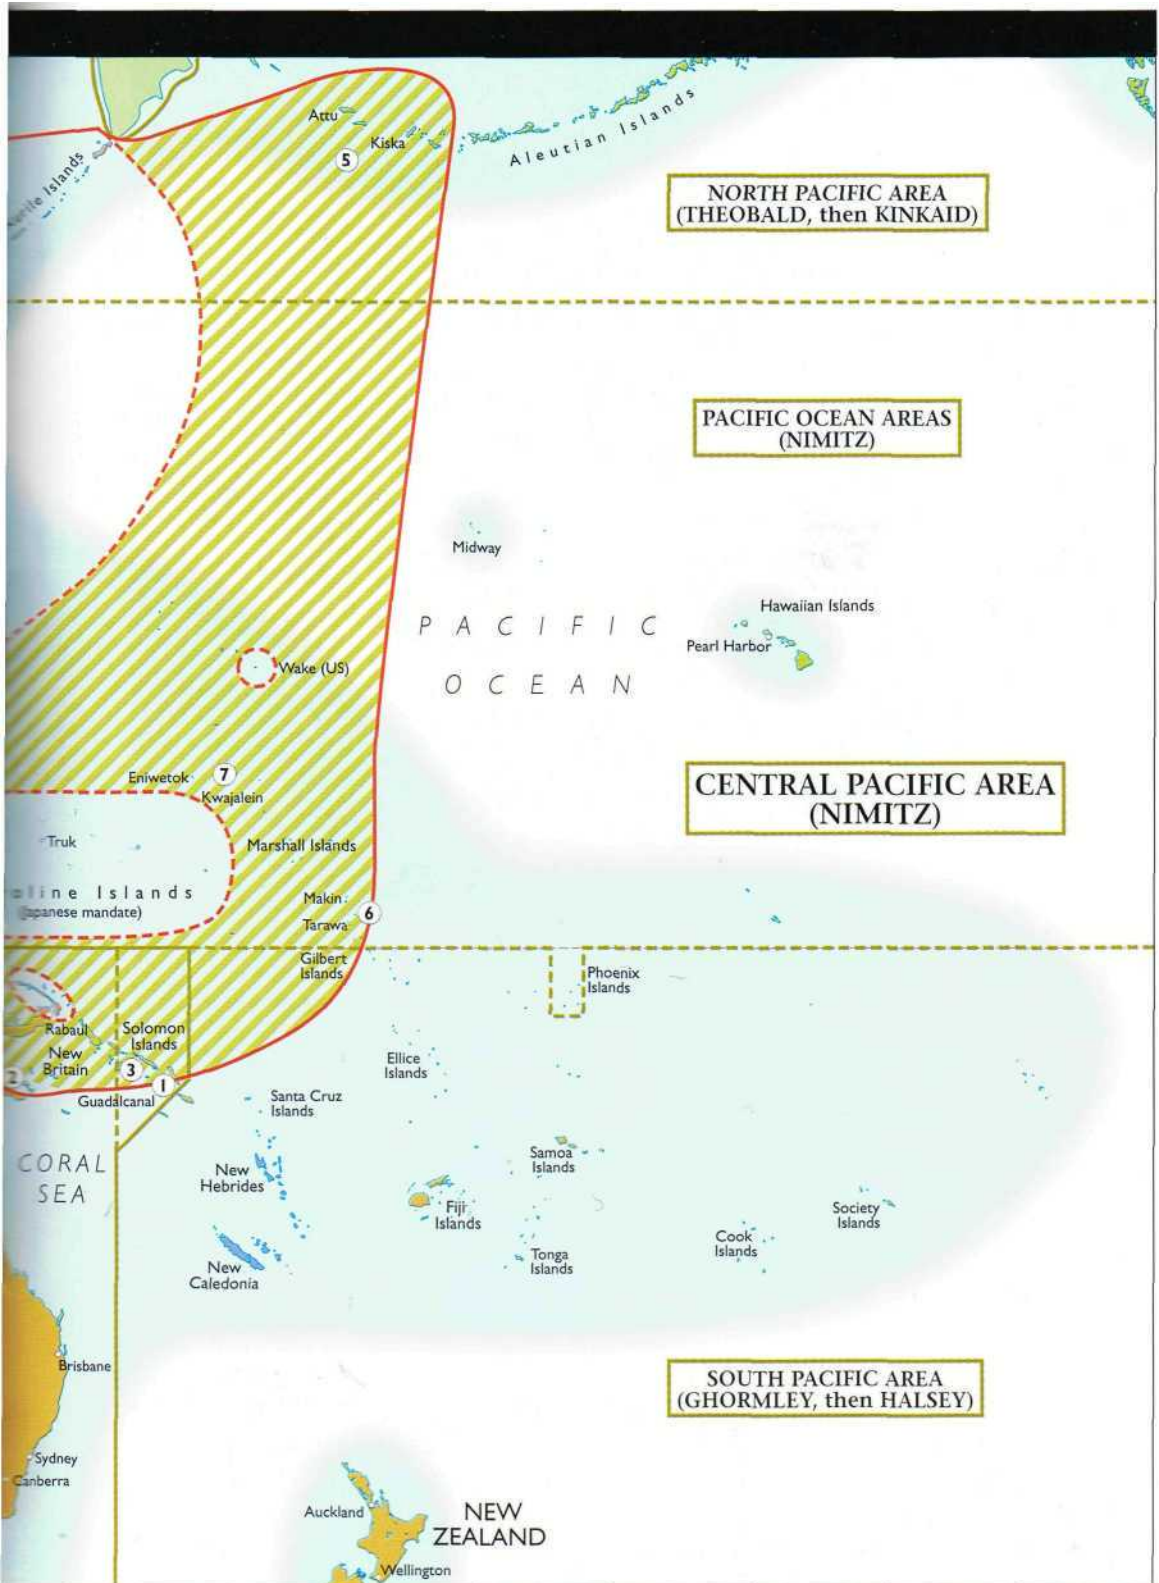 Attu
Kiska
5
Aleutian Islands
Islands
NORTH PACIFIC AREA
(THEOBALD, then KINKAID)
PACIFIC OCEAN AREAS
(NIMITZ)
Midway
PACIFIC
OCEAN
Hawaiian Islands
Pearl Harbor
Wake (US)
Eniwetok
7
Kwajalein
CENTRAL PACIFIC AREA
(NIMITZ)
Truk
Marshall Islands
Islands
mandate)
Makin
6
Tarawa
Gilbert
Islands
Phoenix
Islands
Rabaul
New
Britain
Solomon
Islands
2
3
1
Guadalcanal
Ellice
Islands
Santa Cruz
Islands
CORAL
SEA
New
Hebrides
Samoa
Islands
Fiji
Islands
Society
Islands
Cook
Islands
Tonga
Islands
New
Caledonia
Brisbane
SOUTH PACIFIC AREA
(GHORMLEY, then HALSEY)
Sydney
Canberra
Auckland
NEW
ZEALAND
Wellington